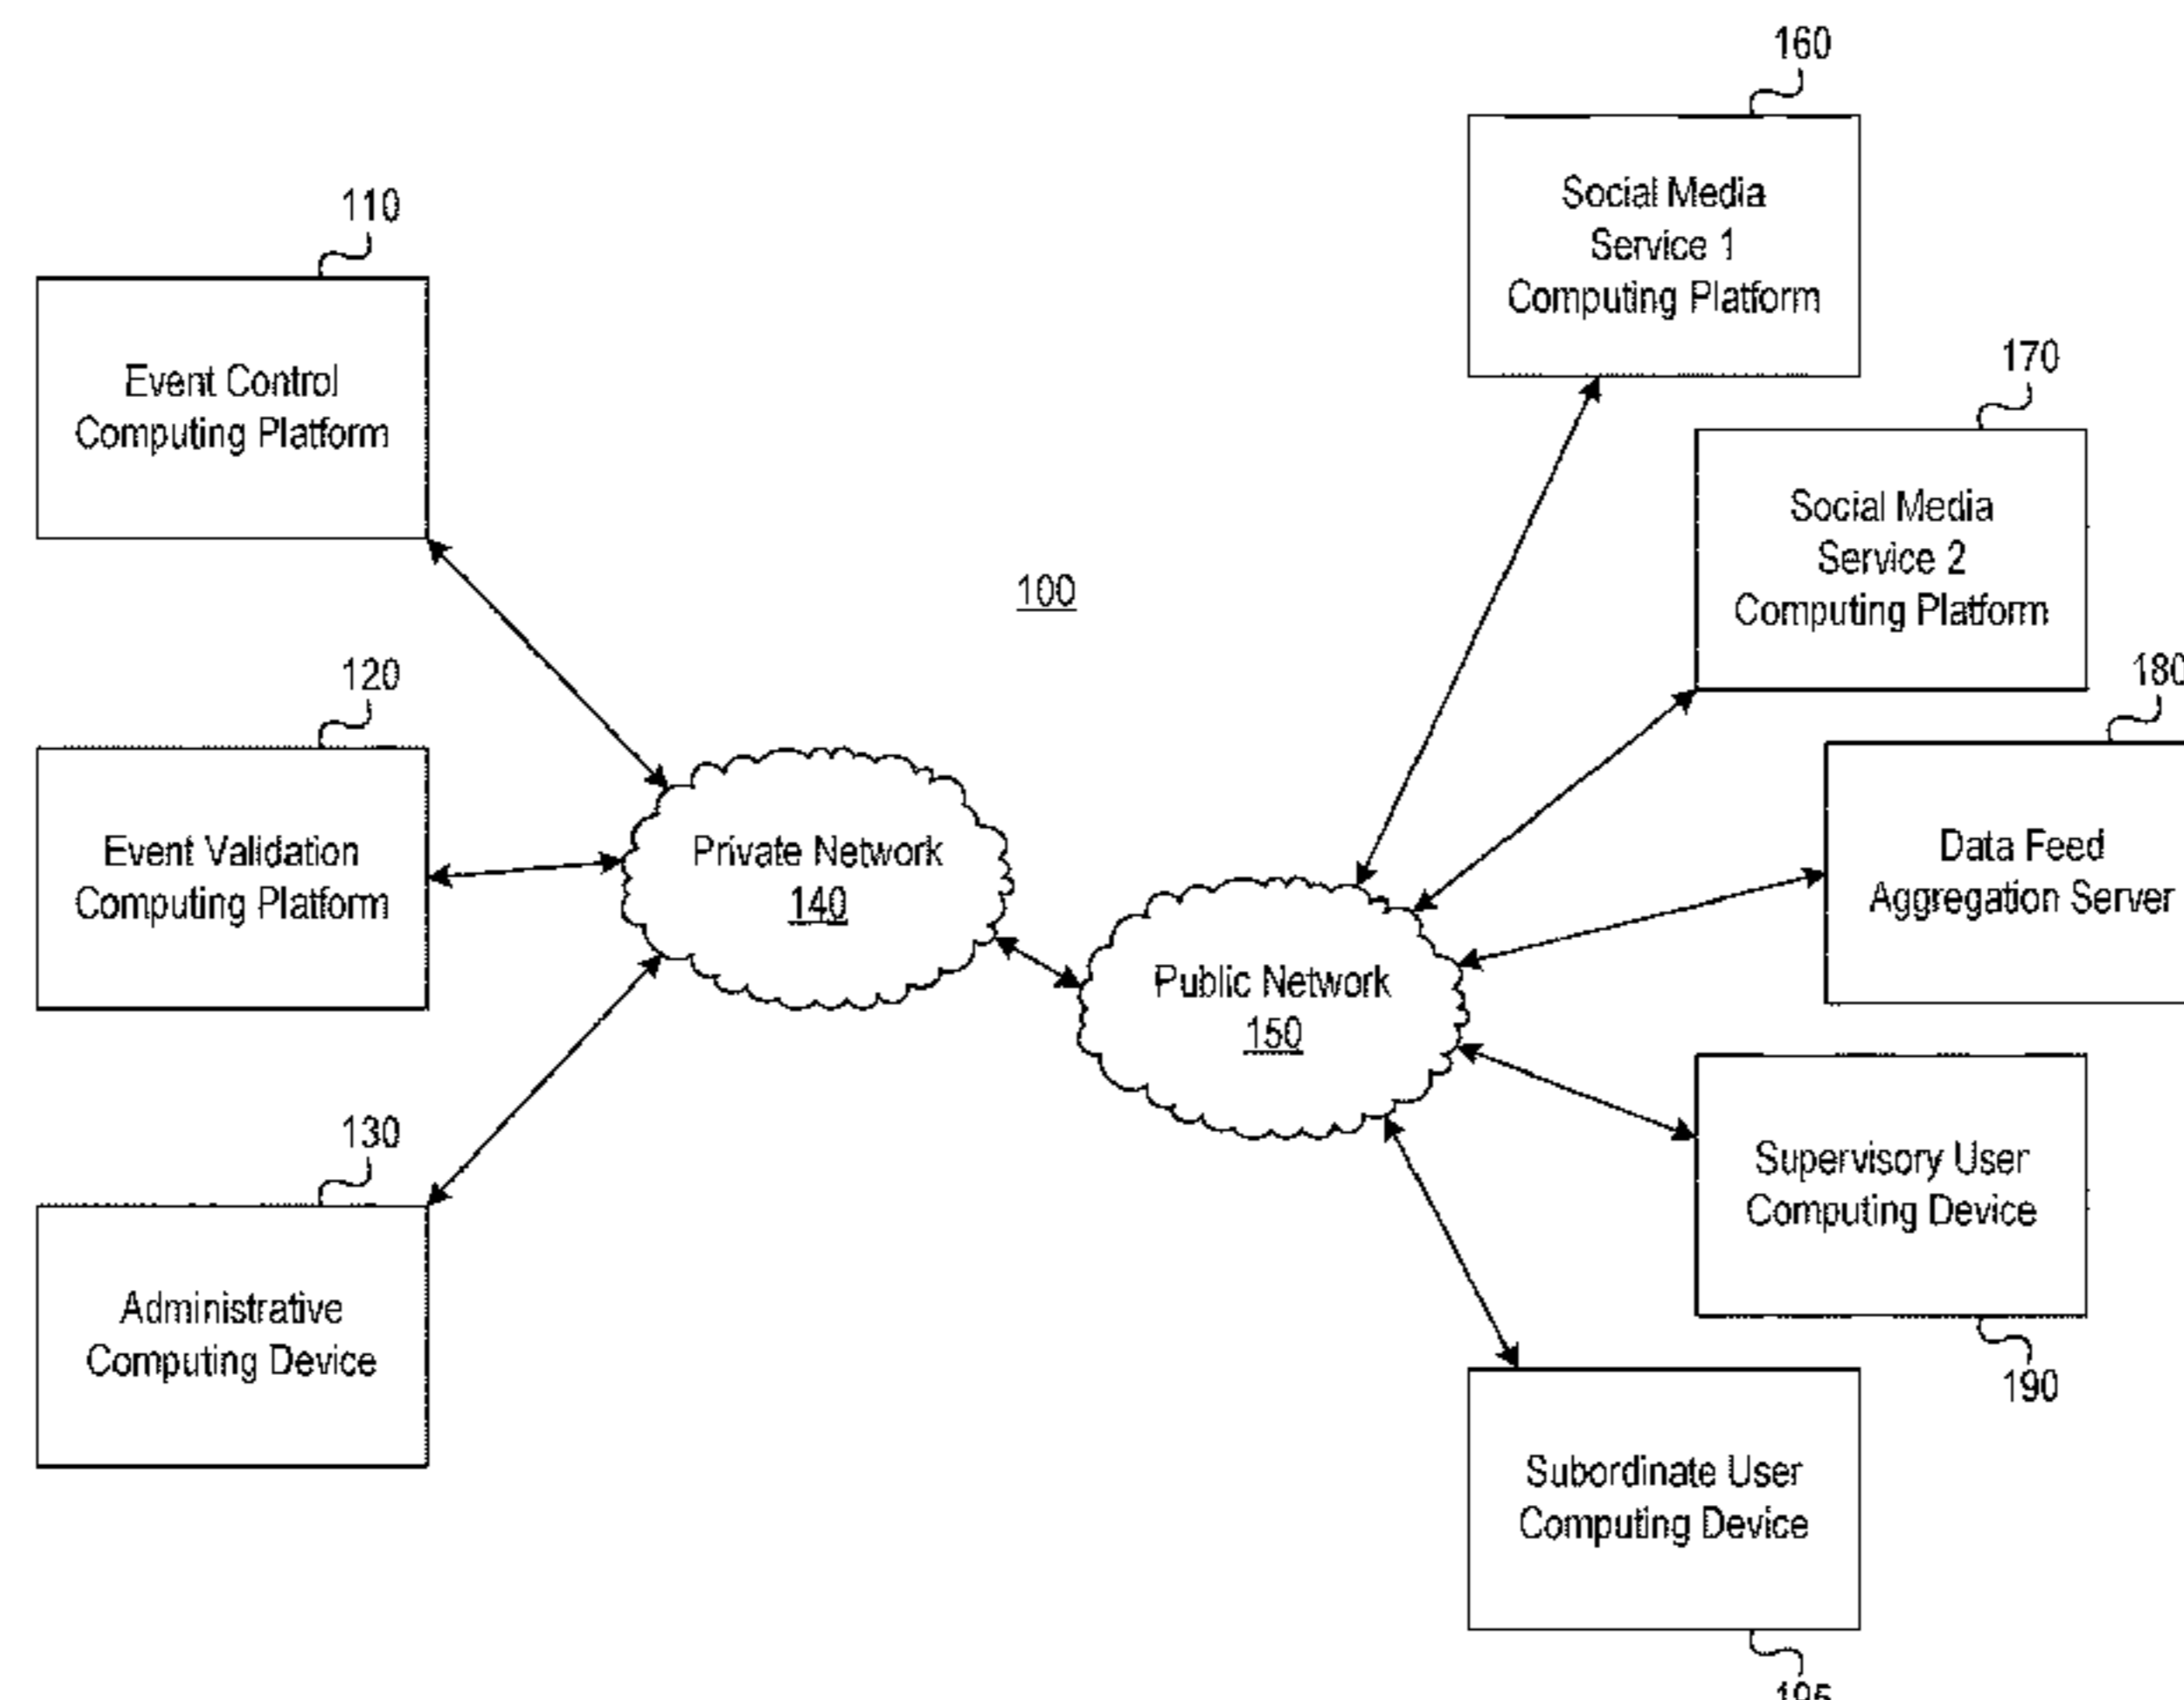 160
Social Media
Service 1
Computing Platform
110
Event Control
Computing Platform
170
Social Media
Service 2
Computing Platform
100
120
Event Validation
Computing Platform
180
Data Feed
Aggregation Server
Private Network
140
Public Network
150
130
Administrative
Computing Device
Supervisory User
Computing Device
190
Subordinate User
Computing Device
195